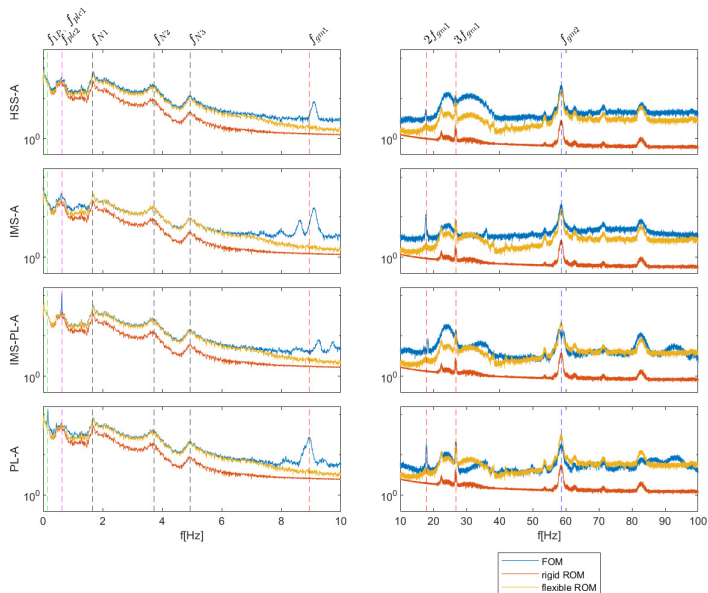 f_{plc1}
f_{1P} f_{plc2} f_{N1} f_{N2} f_{N3} f_{gm1} 2f_{gm1} 3f_{gm1} f_{gm2}
HSS-A
10^0 10^0
IMS-A
10^0 10^0
IMS-PL-A
10^0 10^0
PL-A
10^0 10^0
0 2 4 6 8 10 10 20 30 40 50 60 70 80 90 100
f[Hz] f[Hz]
FOM
rigid ROM
flexible ROM